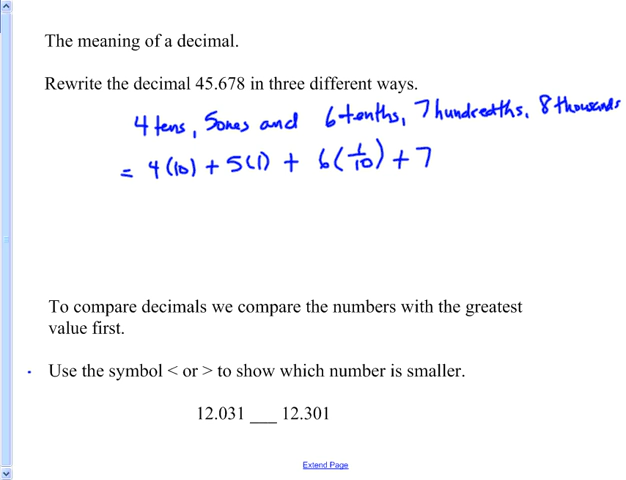 The meaning of a decimal.
Rewrite the decimal 45.678 in three different ways.
4 tens, 5 ones and 6 tenths, 7 hundredths, 8 thousands
= 4(10) + 5(1) + 6(1/10) + 7
To compare decimals we compare the numbers with the greatest
value first.
Use the symbol < or > to show which number is smaller.
12.031 ___ 12.301
Extend Page